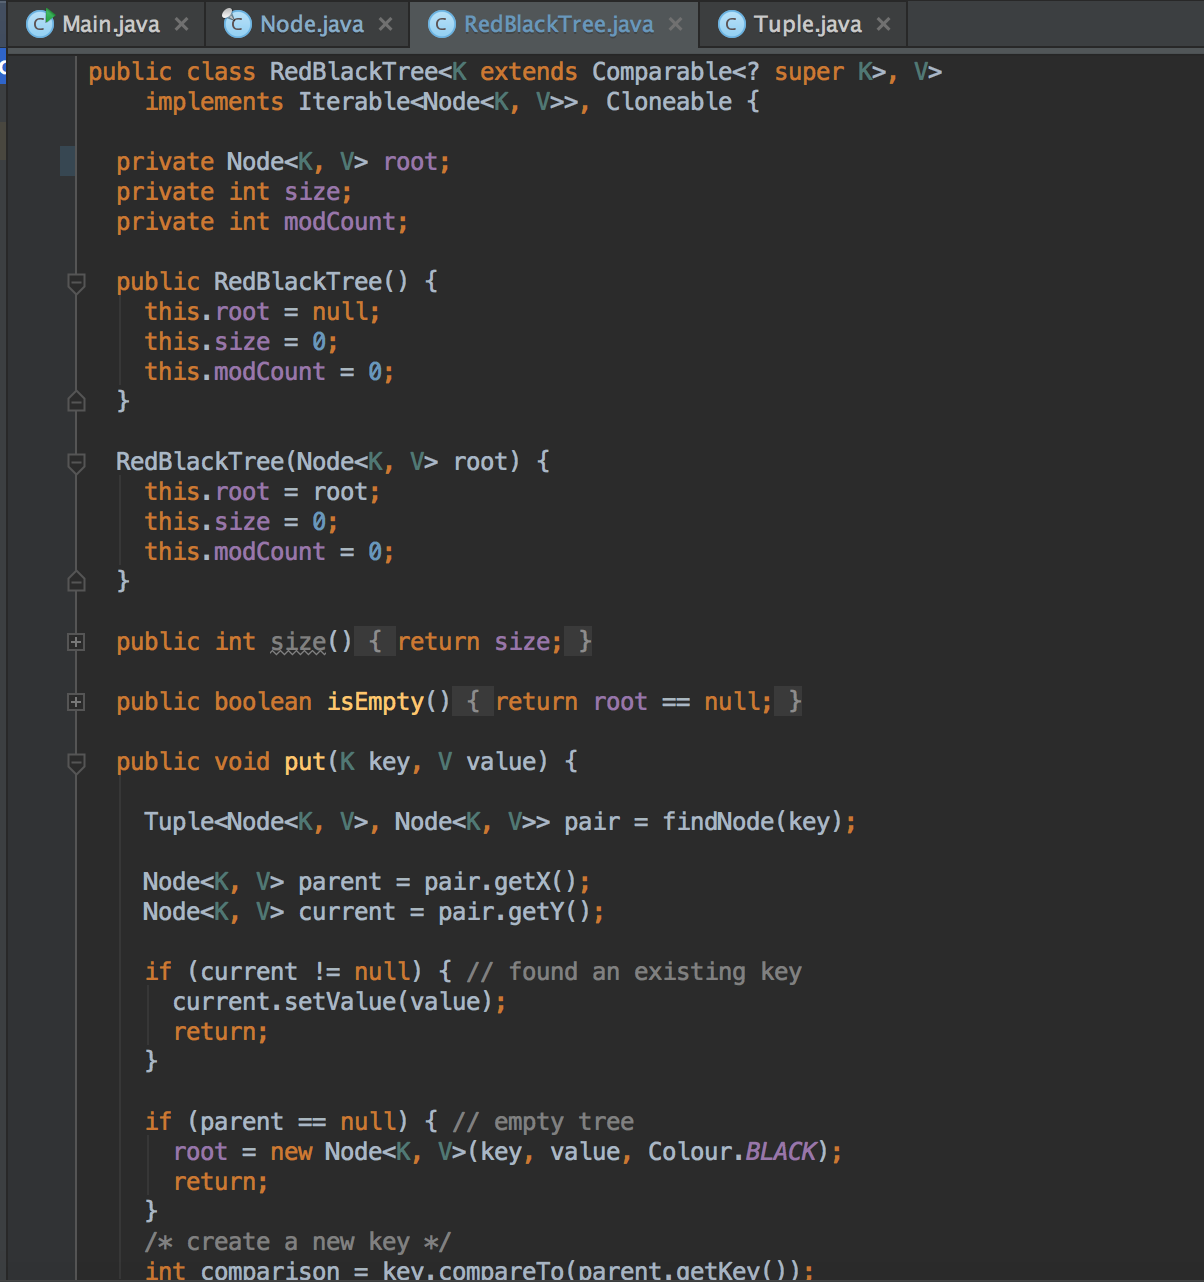 Main.java Node.java RedBlackTree.java Tuple.java
public class RedBlackTree<K extends Comparable<? super K>, V>
    implements Iterable<Node<K, V>>, Cloneable {
  private Node<K, V> root;
  private int size;
  private int modCount;
  public RedBlackTree() {
    this.root = null;
    this.size = 0;
    this.modCount = 0;
  }
  RedBlackTree(Node<K, V> root) {
    this.root = root;
    this.size = 0;
    this.modCount = 0;
  }
  public int size() { return size; }
  public boolean isEmpty() { return root == null; }
  public void put(K key, V value) {
    Tuple<Node<K, V>, Node<K, V>> pair = findNode(key);
    Node<K, V> parent = pair.getX();
    Node<K, V> current = pair.getY();
    if (current != null) { // found an existing key
      current.setValue(value);
      return;
    }
    if (parent == null) { // empty tree
      root = new Node<K, V>(key, value, Colour.BLACK);
      return;
    }
    /* create a new key */
    int comparison = key.compareTo(parent.getKey());